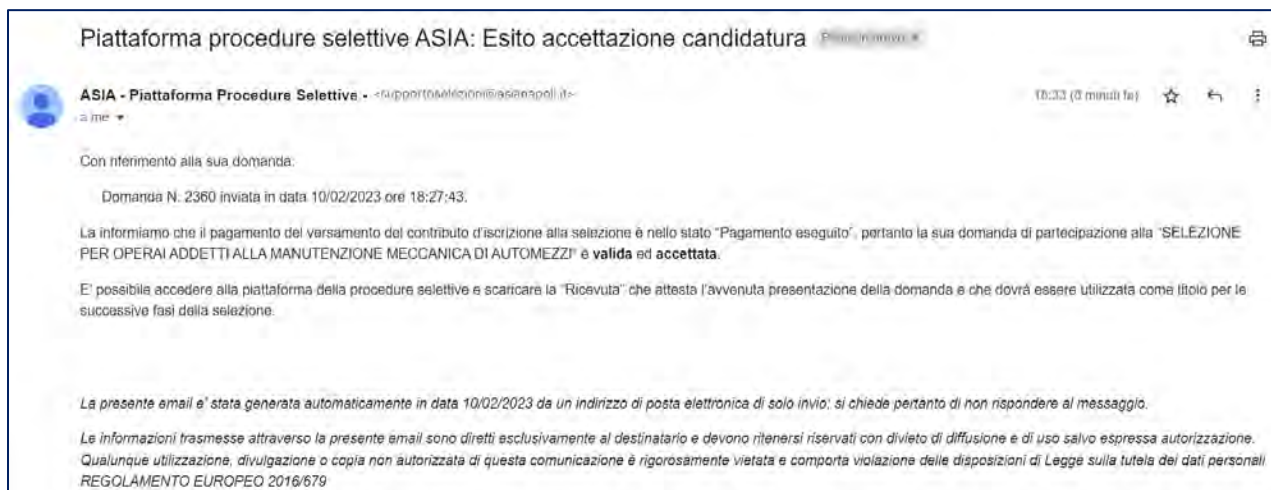 Piattaforma procedure selettive ASIA: Esito accettazione candidatura
ASIA - Piattaforma Procedure Selettive - <supportoselezioni@asianapoli.it>
a me
Con riferimento alla sua domanda:
Domanda N. 2360 inviata in data 10/02/2023 ore 18:27:43.
La informiamo che il pagamento del versamento del contributo d'iscrizione alla selezione è nello stato "Pagamento eseguito", pertanto la sua domanda di partecipazione alla "SELEZIONE
PER OPERAI ADDETTI ALLA MANUTENZIONE MECCANICA DI AUTOMEZZI" è valida ed accettata.
E' possibile accedere alla piattaforma della procedure selettive e scaricare la "Ricevuta" che attesta l'avvenuta presentazione della domanda e che dovrà essere utilizzata come titolo per le
successive fasi della selezione.
La presente email e' stata generata automaticamente in data 10/02/2023 da un indirizzo di posta elettronica di solo invio; si chiede pertanto di non rispondere al messaggio.
Le informazioni trasmesse attraverso la presente email sono diretti esclusivamente al destinatario e devono ritenersi riservati con divieto di diffusione e di uso salvo espressa autorizzazione.
Qualunque utilizzazione, divulgazione o copia non autorizzata di questa comunicazione è rigorosamente vietata e comporta violazione delle disposizioni di Legge sulla tutela dei dati personali
REGOLAMENTO EUROPEO 2016/679